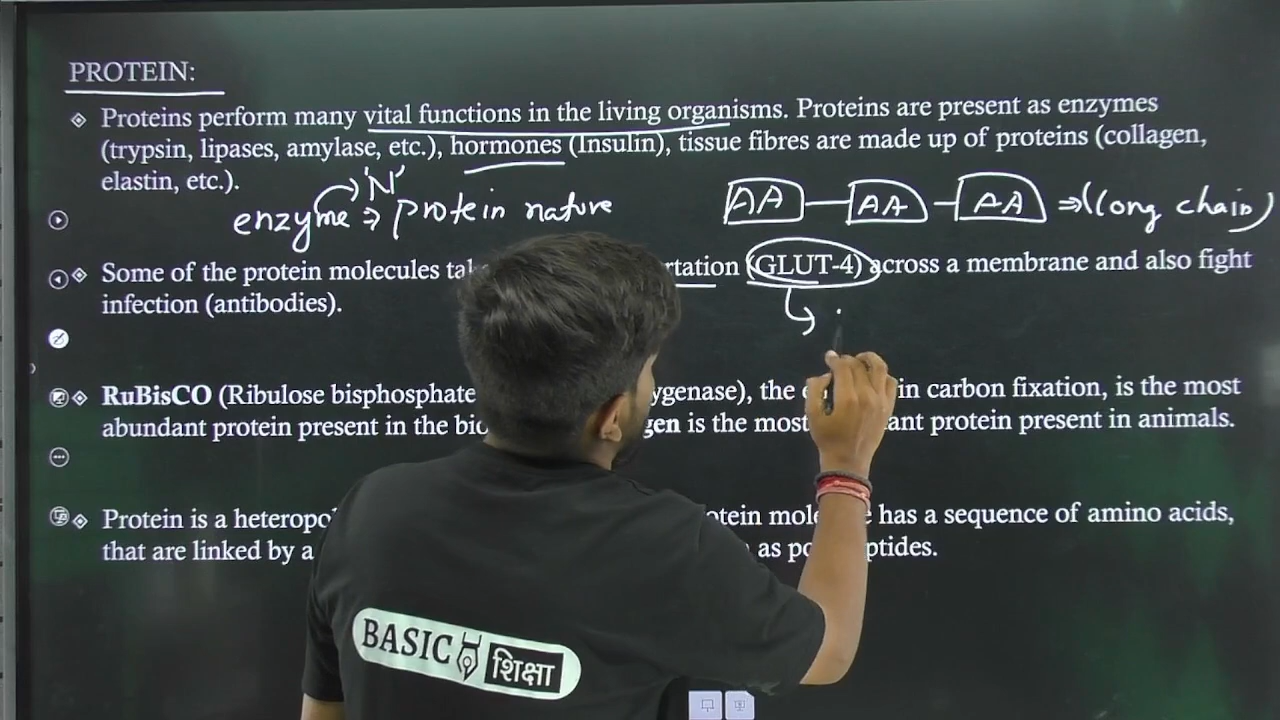 PROTEIN:
Proteins perform many vital functions in the living organisms. Proteins are present as enzymes
(trypsin, lipases, amylase, etc.), hormones (Insulin), tissue fibres are made up of proteins (collagen,
elastin, etc.).
'N'
enzyme ⇒ protein nature
AA — AA — AA ⇒ (long chain)
Some of the protein molecules rtation (GLUT-4) across a membrane and also fight
infection (antibodies).
RuBisCO (Ribulose bisphosphate ygenase), the in carbon fixation, is the most
abundant protein present in the bio gen is the most ant protein present in animals.
Protein is a heteropol otein mole has a sequence of amino acids,
that are linked by a as po ptides.
BASIC शिक्षा